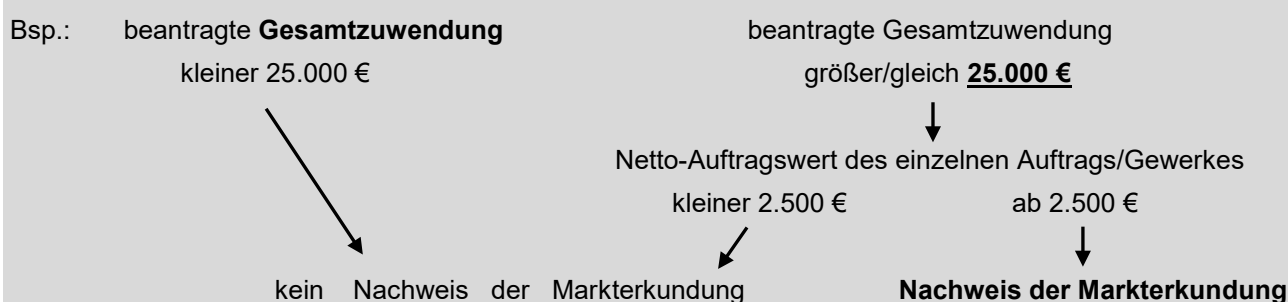 Bsp.: beantragte Gesamtzuwendung beantragte Gesamtzuwendung
kleiner 25.000 € größer/gleich 25.000 €
Netto-Auftragswert des einzelnen Auftrags/Gewerkes
kleiner 2.500 € ab 2.500 €
kein Nachweis der Markterkundung Nachweis der Markterkundung